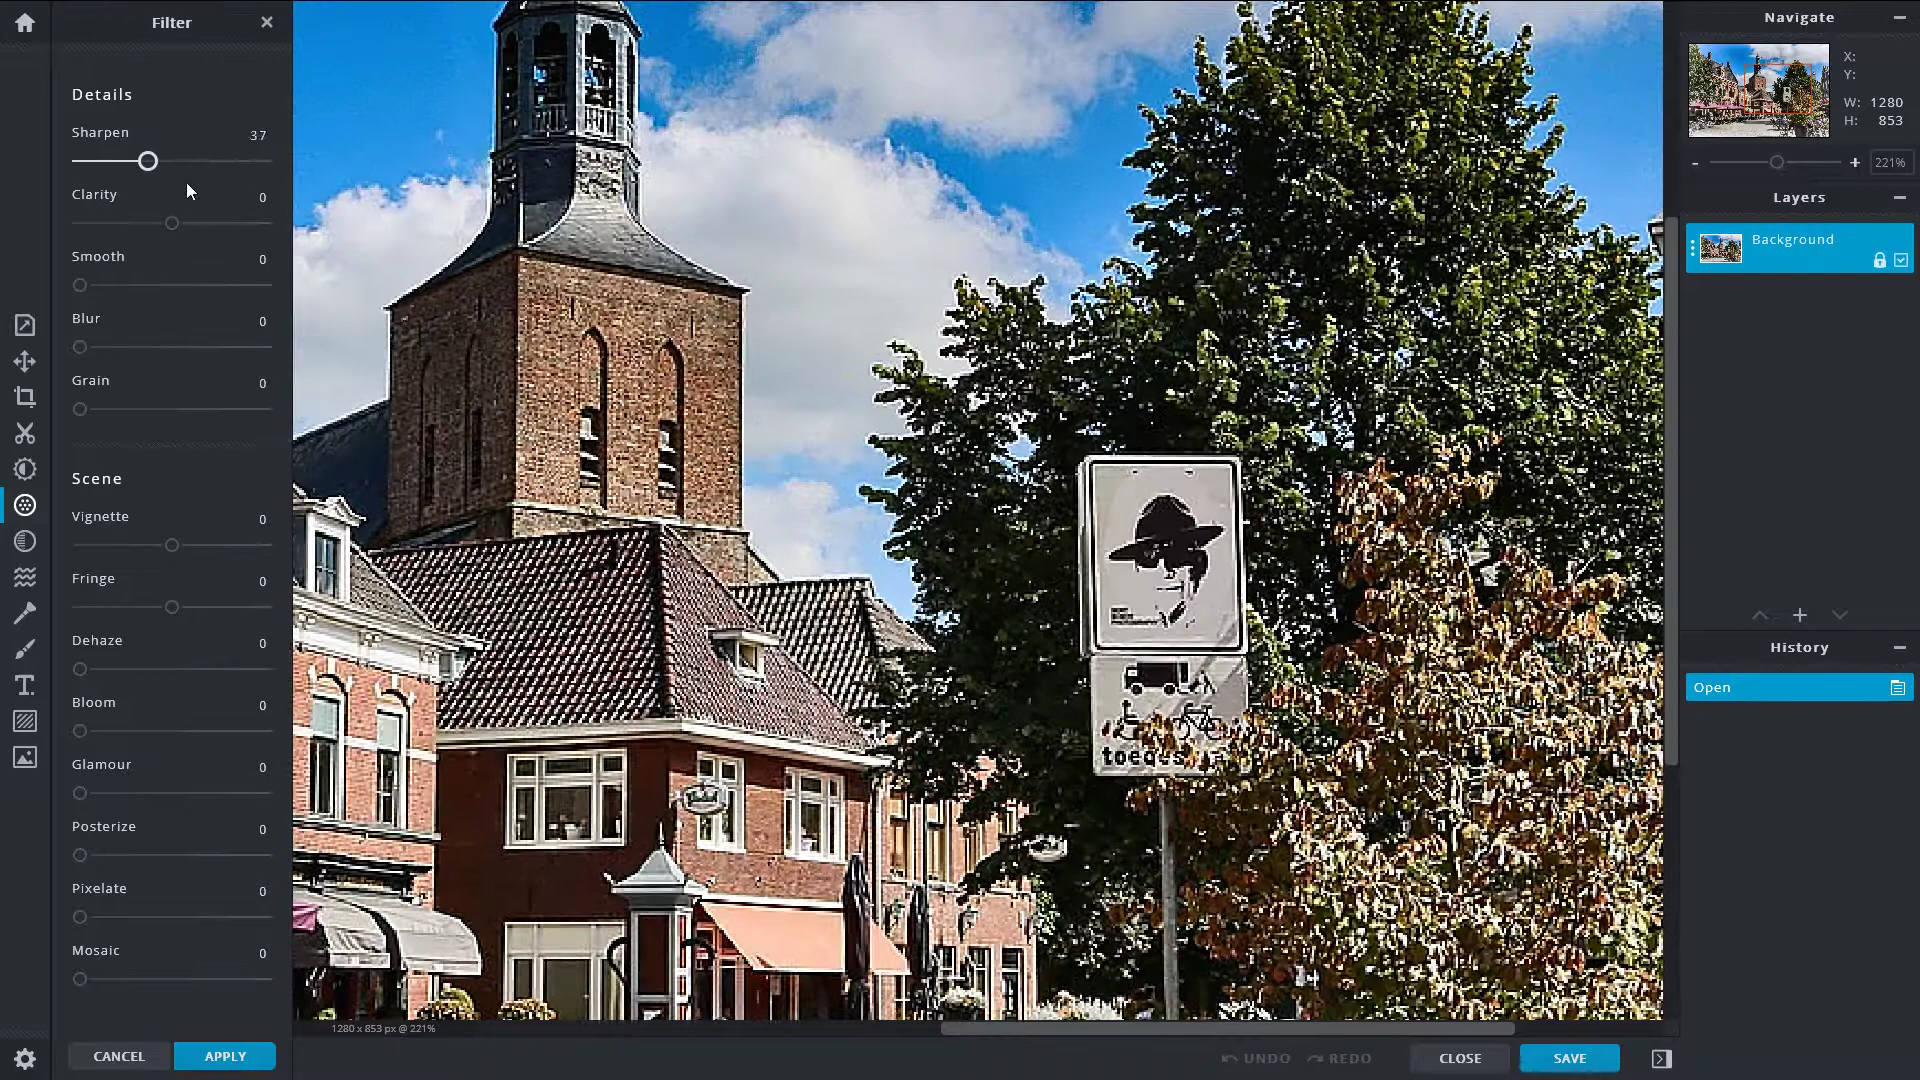 Filter
Details
Sharpen 37
Clarity 0
Smooth 0
Blur 0
Grain 0
Scene
Vignette 0
Fringe 0
Dehaze 0
Bloom 0
Glamour 0
Posterize 0
Pixelate 0
Mosaic 0
CANCEL APPLY
1280 x 853 px @ 221%
UNDO REDO CLOSE SAVE
Navigate
X:
Y:
W: 1280
H: 853
- + 221%
Layers
Background
History
Open